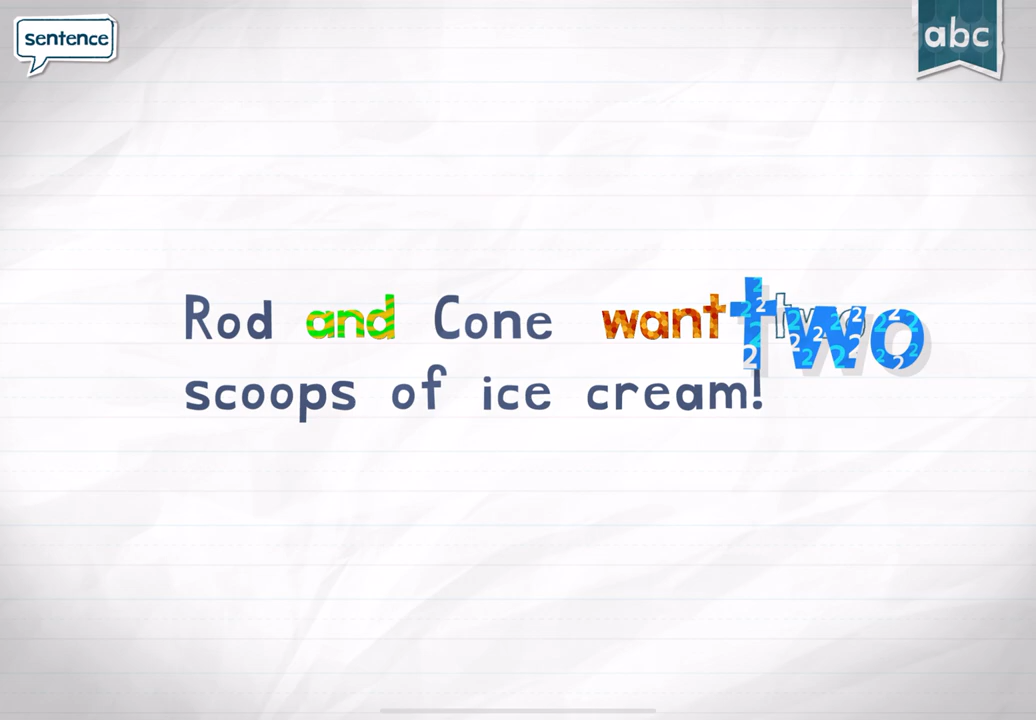 sentence
abc
Rod and Cone want two
scoops of ice cream!